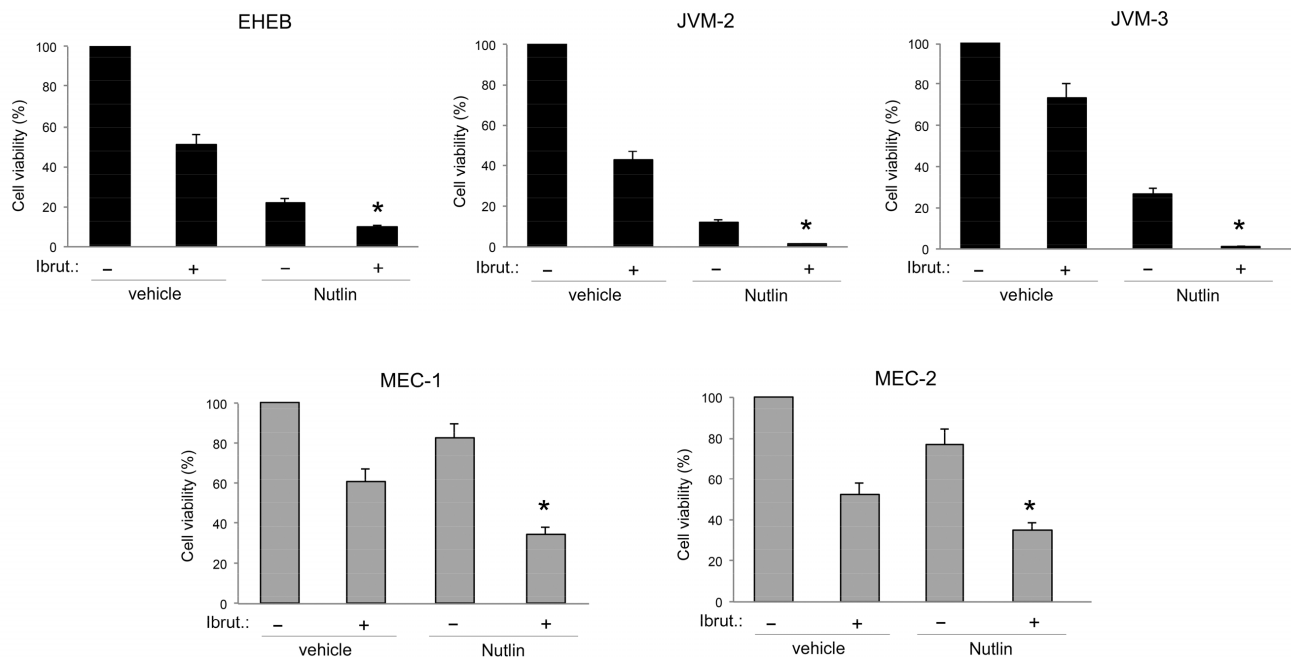 EHEB
Cell viability (%)
100
80
60
40
20
0
Ibrut.: – + – +
vehicle Nutlin
*
JVM-2
Cell viability (%)
100
80
60
40
20
0
– + – +
vehicle Nutlin
*
JVM-3
Cell viability (%)
100
80
60
40
20
0
– + – +
vehicle Nutlin
*
MEC-1
Cell viability (%)
100
80
60
40
20
0
Ibrut.: – + – +
vehicle Nutlin
*
MEC-2
Cell viability (%)
100
80
60
40
20
0
Ibrut.: – + – +
vehicle Nutlin
*